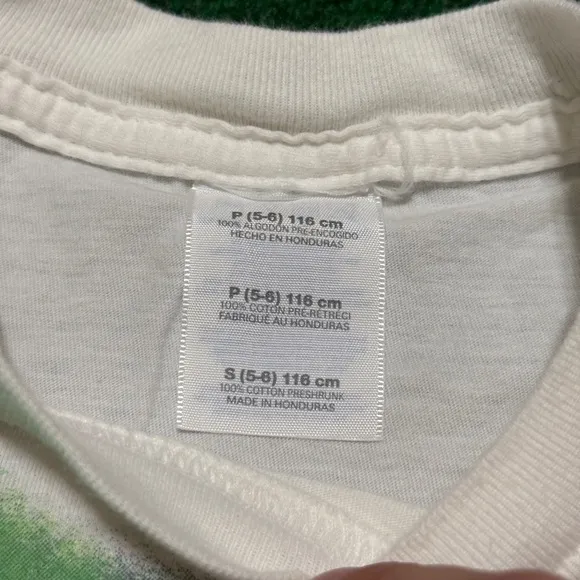 P (5-6) 116 cm
100% ALGODÓN PRE-ENCOGIDO
HECHO EN HONDURAS
P (5-6) 116 cm
100% COTON PRÉ-RÉTRÉCI
FABRIQUÉ AU HONDURAS
S (5-6) 116 cm
100% COTTON PRESHRUNK
MADE IN HONDURAS